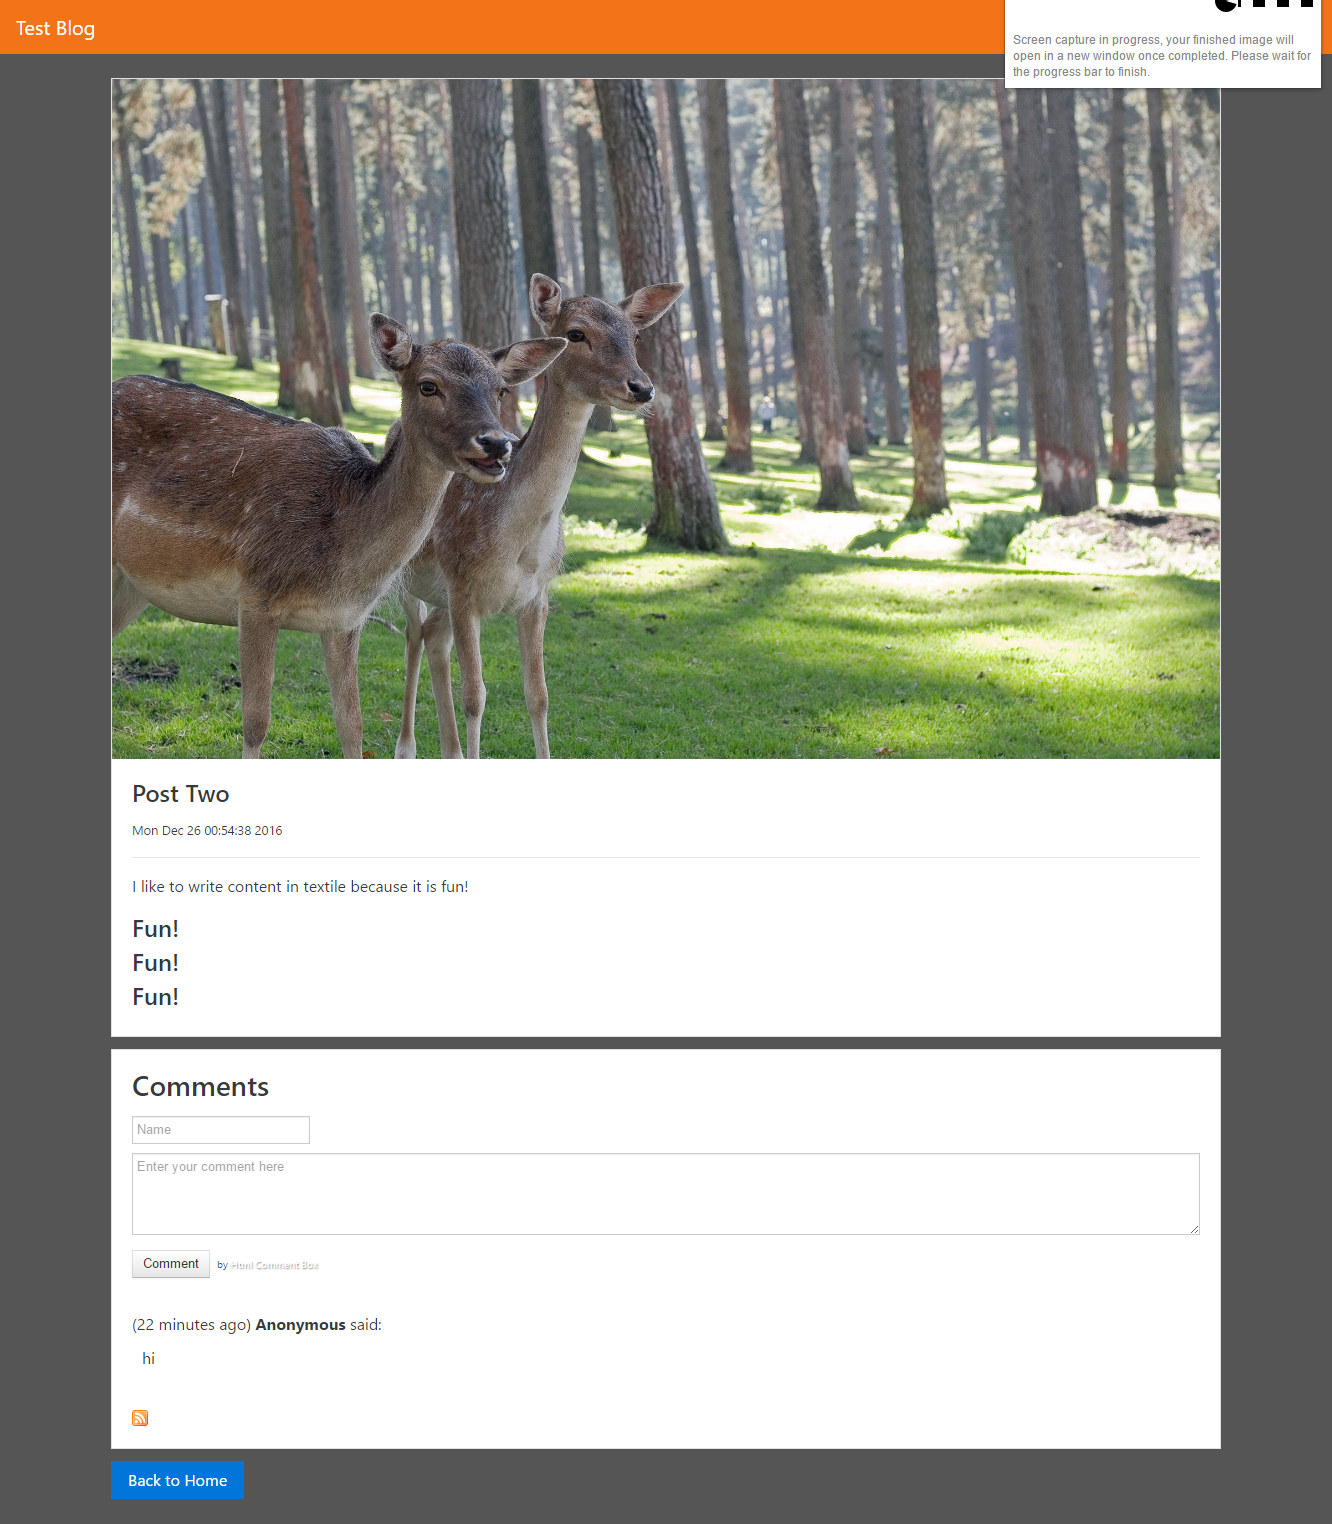 Test Blog
Screen capture in progress, your finished image will
open in a new window once completed. Please wait for
the progress bar to finish.
Post Two
Mon Dec 26 00:54:38 2016
I like to write content in textile because it is fun!
Fun!
Fun!
Fun!
Comments
Name
Enter your comment here
Comment by Html Comment Box
(22 minutes ago) Anonymous said:
hi
Back to Home